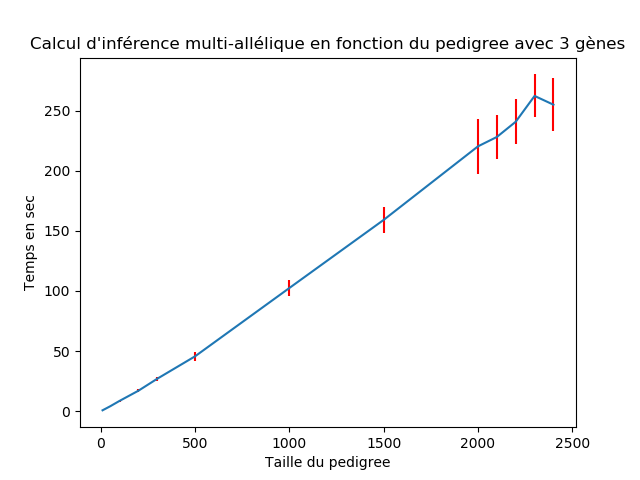 Calcul d'inférence multi-allélique en fonction du pedigree avec 3 gènes
250
200
150
100
50
0
Temps en sec
0 500 1000 1500 2000 2500
Taille du pedigree